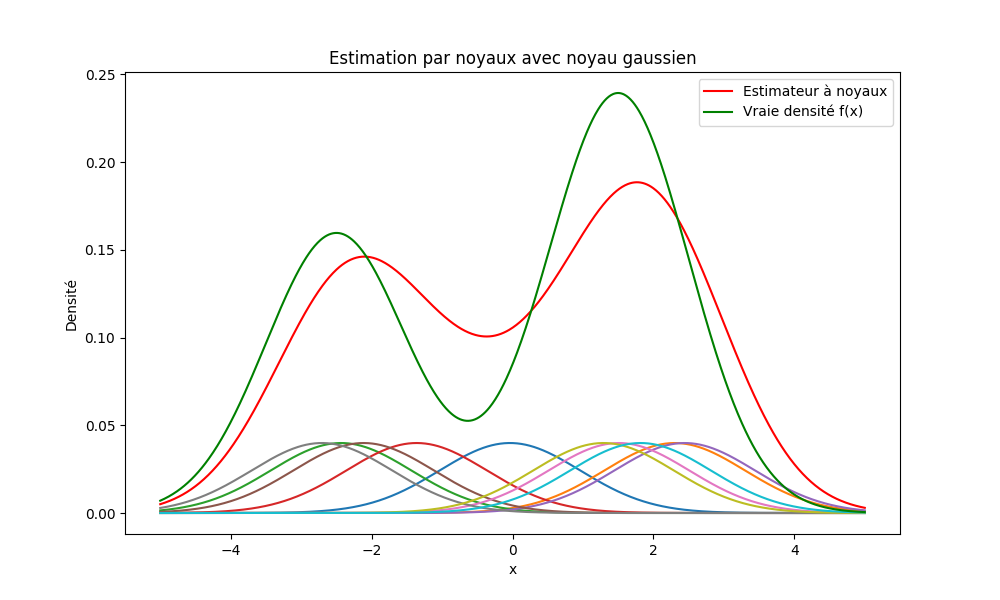 Estimation par noyaux avec noyau gaussien
Estimateur à noyaux
Vraie densité f(x)
Densité
0.25
0.20
0.15
0.10
0.05
0.00
−4
−2
0
2
4
x